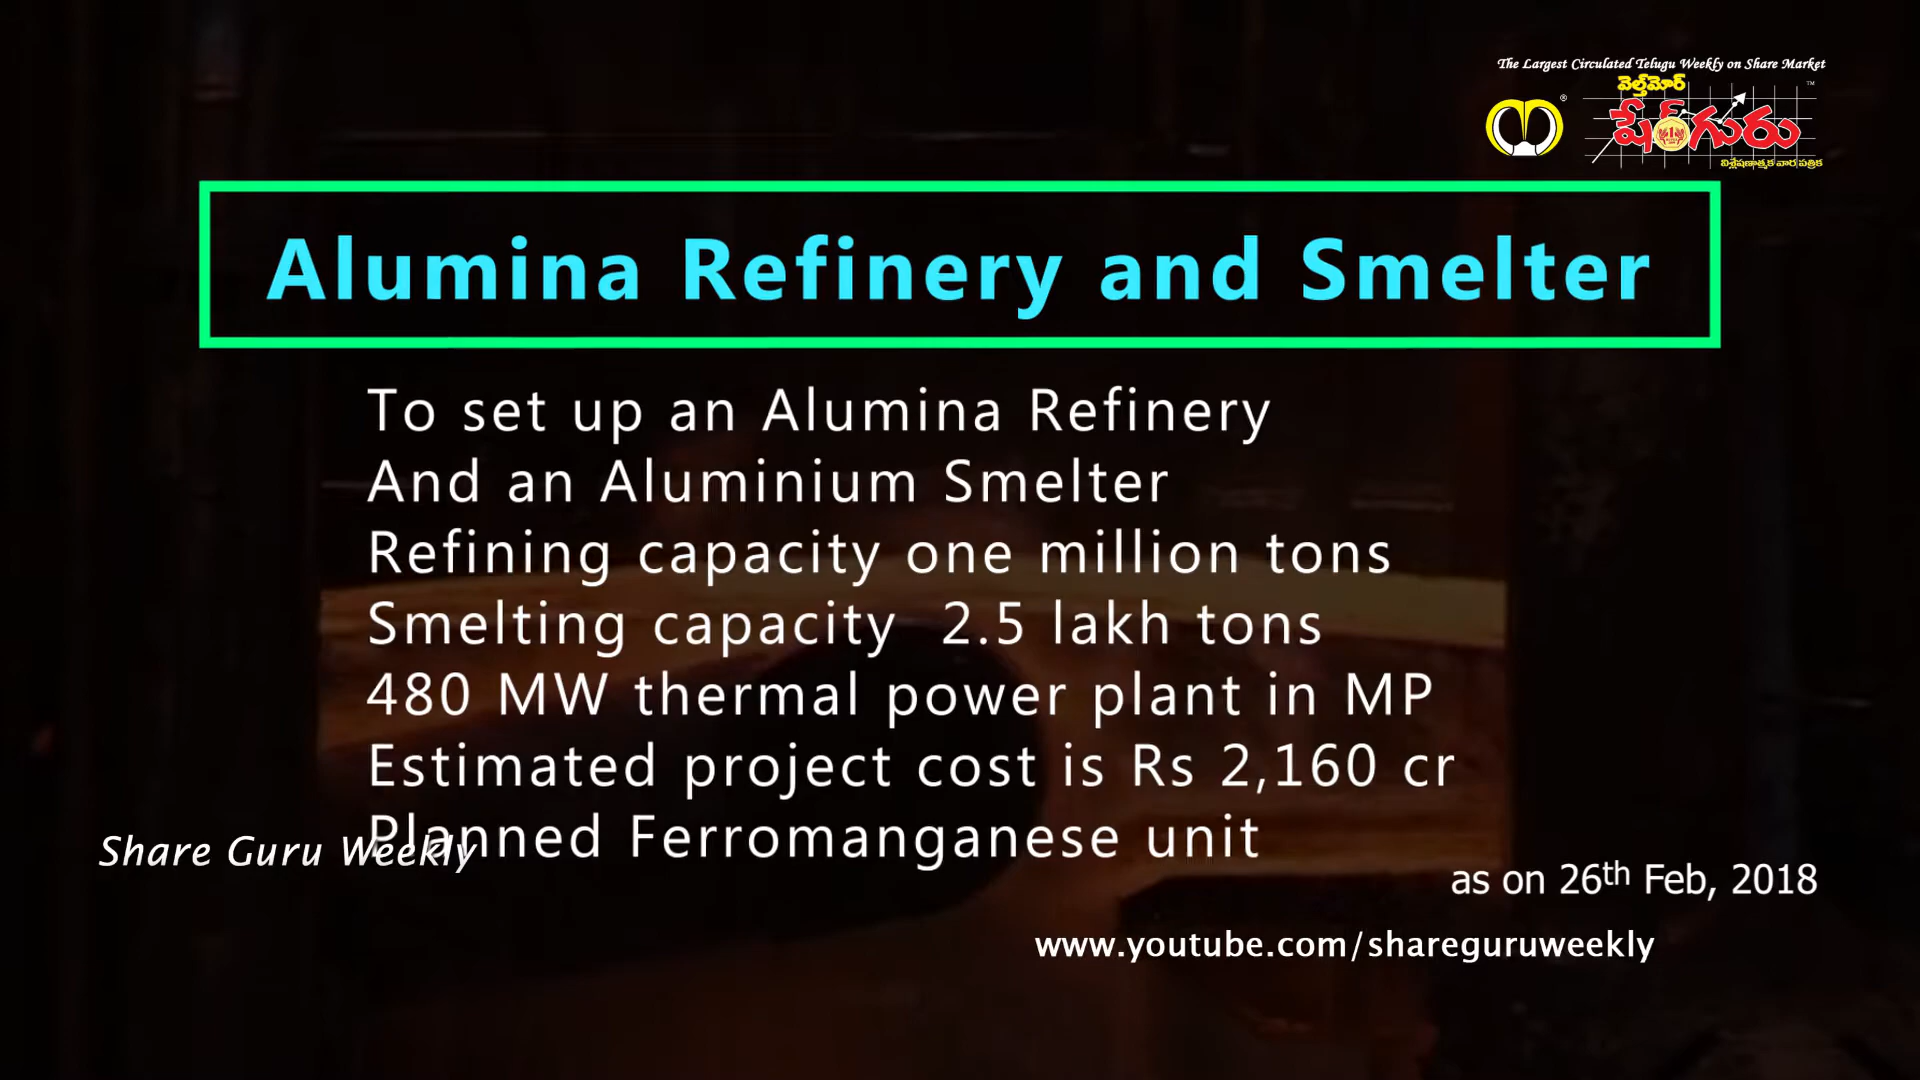 The Largest Circulated Telugu Weekly on Share Market
వెల్త్‌మోర్
షేర్ గురు
విశ్లేషణాత్మక వార పత్రిక
Alumina Refinery and Smelter
To set up an Alumina Refinery
And an Aluminium Smelter
Refining capacity one million tons
Smelting capacity 2.5 lakh tons
480 MW thermal power plant in MP
Estimated project cost is Rs 2,160 cr
Planned Ferromanganese unit
Share Guru Weekly
as on 26th Feb, 2018
www.youtube.com/shareguruweekly